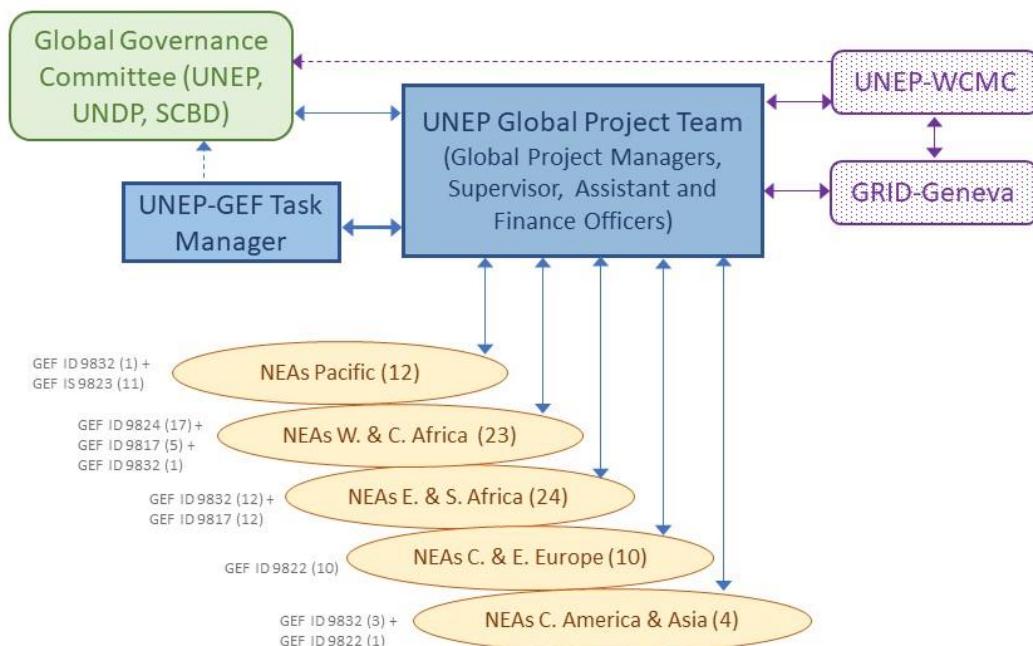 Global Governance
Committee (UNEP,
UNDP, SCBD)
UNEP-WCMC
UNEP Global Project Team
(Global Project Managers,
Supervisor, Assistant and
Finance Officers)
GRID-Geneva
UNEP-GEF Task
Manager
GEF ID 9832 (1) +
GEF IS 9823 (11)
NEAs Pacific (12)
GEF ID 9824 (17) +
GEF ID 9817 (5) +
GEF ID 9832 (1)
NEAs W. & C. Africa (23)
GEF ID 9832 (12) +
GEF ID 9817 (12)
NEAs E. & S. Africa (24)
GEF ID 9822 (10)
NEAs C. & E. Europe (10)
GEF ID 9832 (3) +
GEF ID 9822 (1)
NEAs C. America & Asia (4)